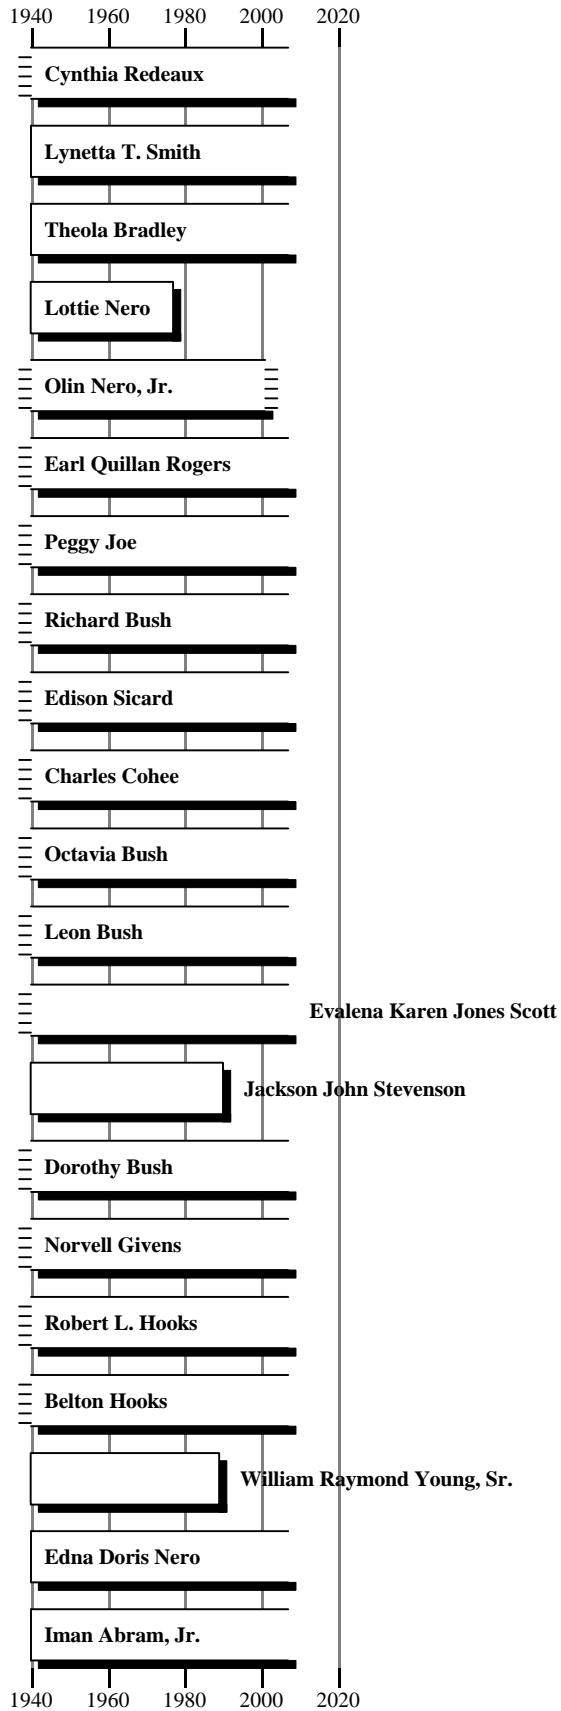 1940 1960 1980 2000 2020
Cynthia Redeaux
Lynetta T. Smith
Theola Bradley
Lottie Nero
Olin Nero, Jr.
Earl Quillan Rogers
Peggy Joe
Richard Bush
Edison Sicard
Charles Cohee
Octavia Bush
Leon Bush
Evalena Karen Jones Scott
Jackson John Stevenson
Dorothy Bush
Norvell Givens
Robert L. Hooks
Belton Hooks
William Raymond Young, Sr.
Edna Doris Nero
Iman Abram, Jr.
1940 1960 1980 2000 2020